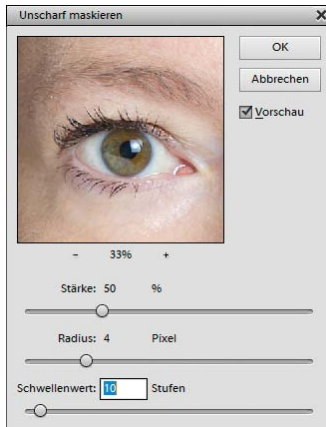 Unscharf maskieren X
OK
Abbrechen
Vorschau
– 33% +
Stärke: 50 %
Radius: 4 Pixel
Schwellenwert: 10 Stufen